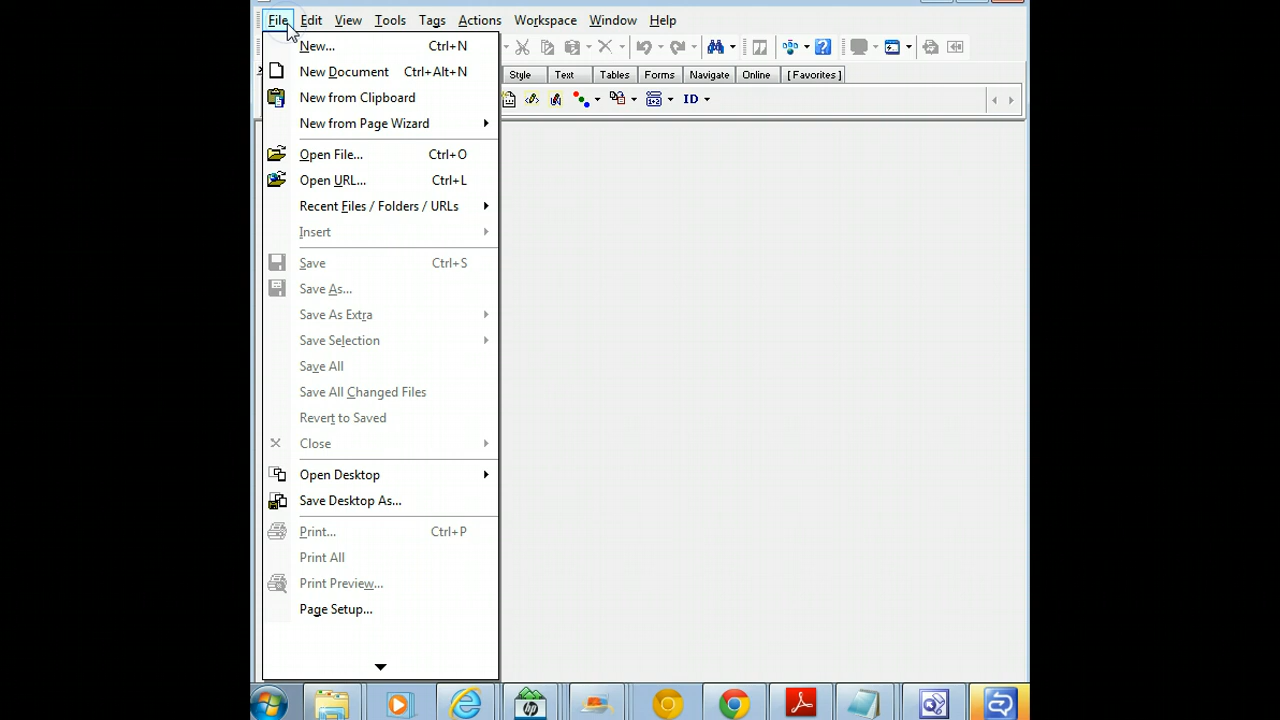 File Edit View Tools Tags Actions Workspace Window Help
New... Ctrl+N
New Document Ctrl+Alt+N
New from Clipboard
New from Page Wizard
Open File... Ctrl+O
Open URL... Ctrl+L
Recent Files / Folders / URLs
Insert
Save Ctrl+S
Save As...
Save As Extra
Save Selection
Save All
Save All Changed Files
Revert to Saved
Close
Open Desktop
Save Desktop As...
Print... Ctrl+P
Print All
Print Preview...
Page Setup...
Style Text Tables Forms Navigate Online [ Favorites ]
ID
hp